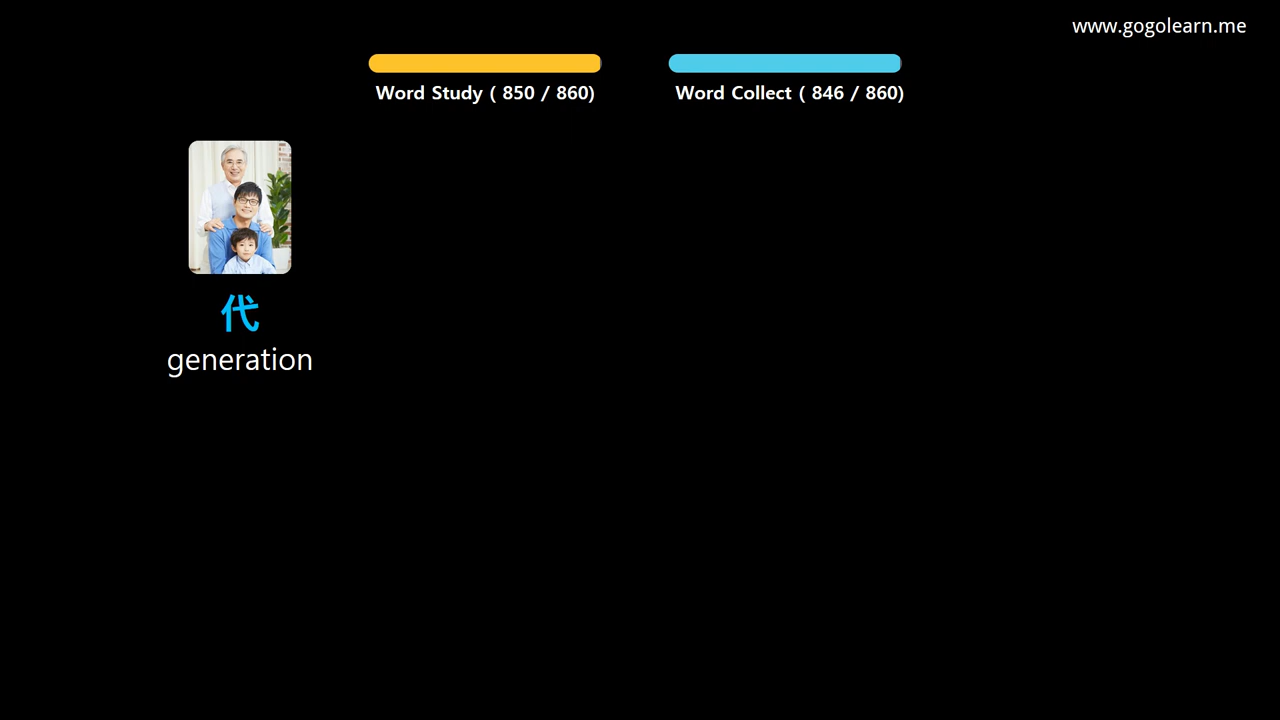 www.gogolearn.me
Word Study ( 850 / 860)
Word Collect ( 846 / 860)
代
generation